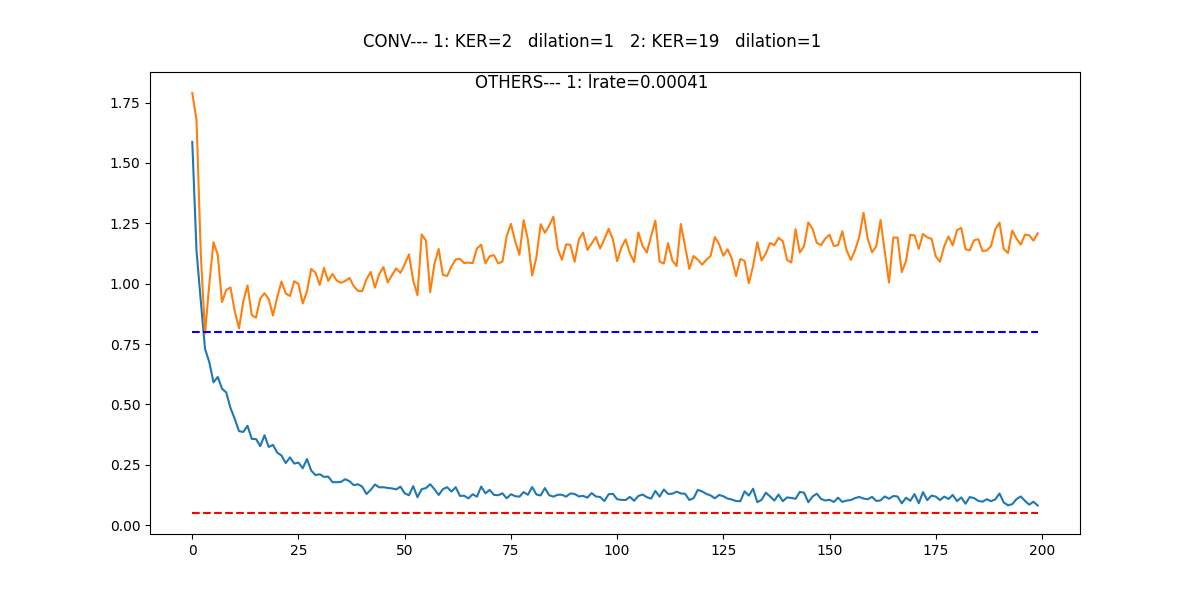 CONV--- 1: KER=2   dilation=1   2: KER=19   dilation=1
OTHERS--- 1: lrate=0.00041
1.75
1.50
1.25
1.00
0.75
0.50
0.25
0.00
0 25 50 75 100 125 150 175 200